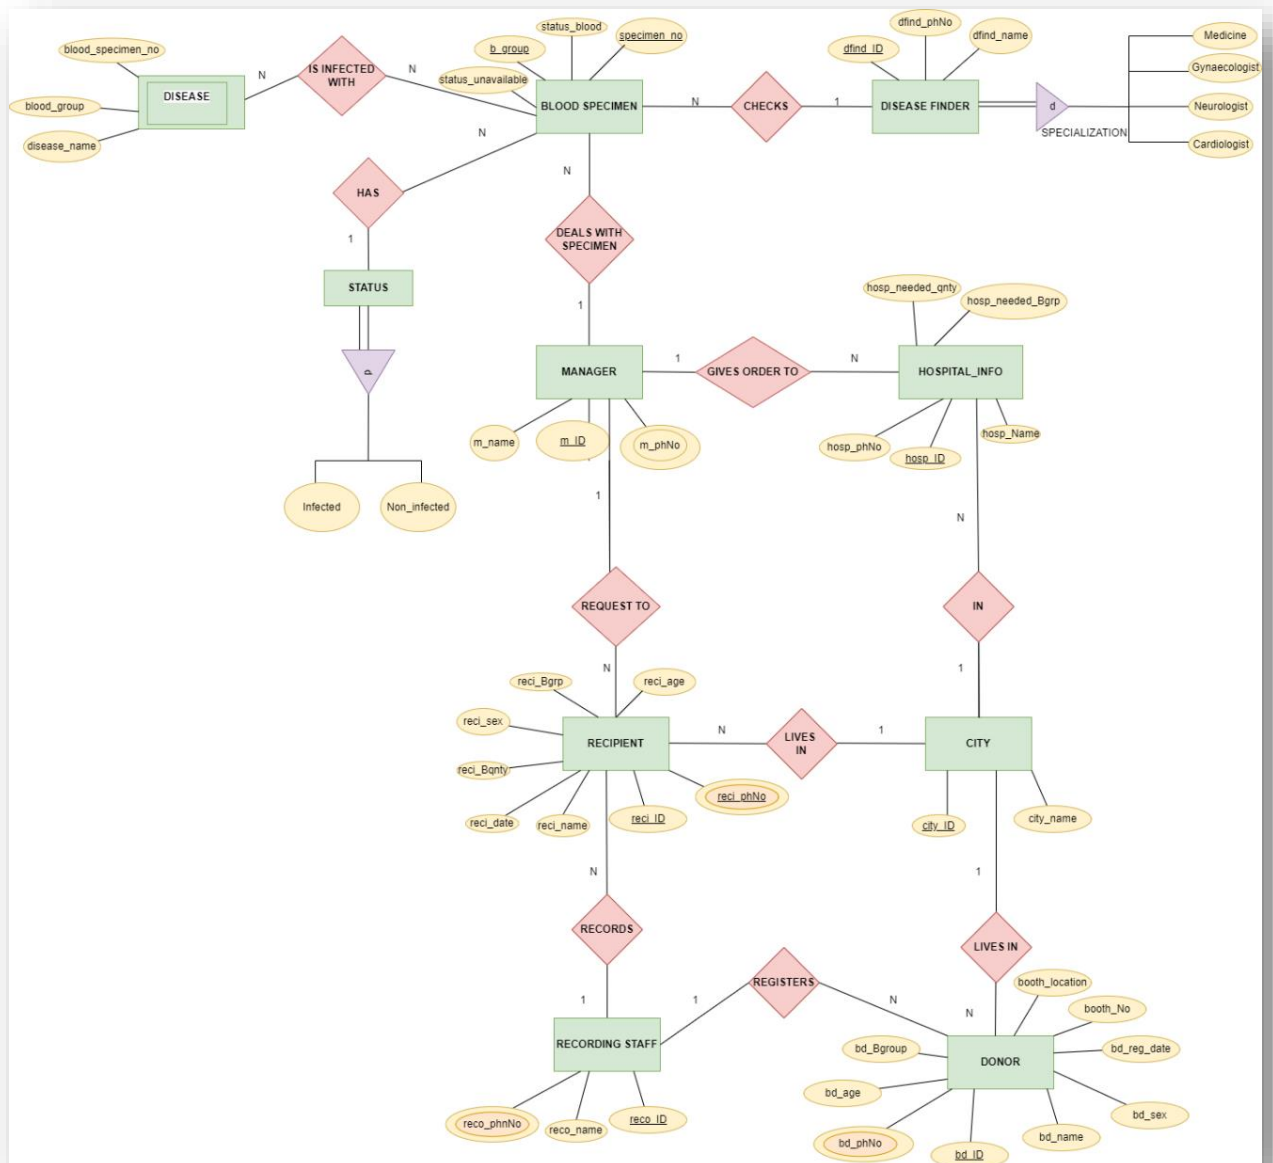 dfind_phNo
status_blood
specimen_no
dfind_name
Medicine
b_group
dfind_ID
blood_specimen_no
Gynaecologist
IS INFECTED
WITH
N
N
status_unavailable
DISEASE
BLOOD SPECIMEN
N
CHECKS
1
DISEASE FINDER
d
Neurologist
blood_group
SPECIALIZATION
disease_name
N
Cardiologist
N
HAS
DEALS WITH
SPECIMEN
1
STATUS
hosp_needed_qnty
hosp_needed_Bgrp
1
MANAGER
1
GIVES ORDER TO
N
HOSPITAL_INFO
d
m_name
m_ID
m_phNo
hosp_phNo
hosp_ID
hosp_Name
1
Infected
Non_infected
N
REQUEST TO
IN
N
1
reci_Bgrp
reci_age
reci_sex
RECIPIENT
N
LIVES
IN
1
CITY
reci_Bqnty
reci_phNo
reci_date
reci_name
reci_ID
city_ID
city_name
N
1
RECORDS
LIVES IN
REGISTERS
booth_location
1
1
N
N
booth_No
RECORDING STAFF
bd_Bgroup
DONOR
bd_reg_date
bd_age
reco_phnNo
reco_name
reco_ID
bd_sex
bd_phNo
bd_ID
bd_name